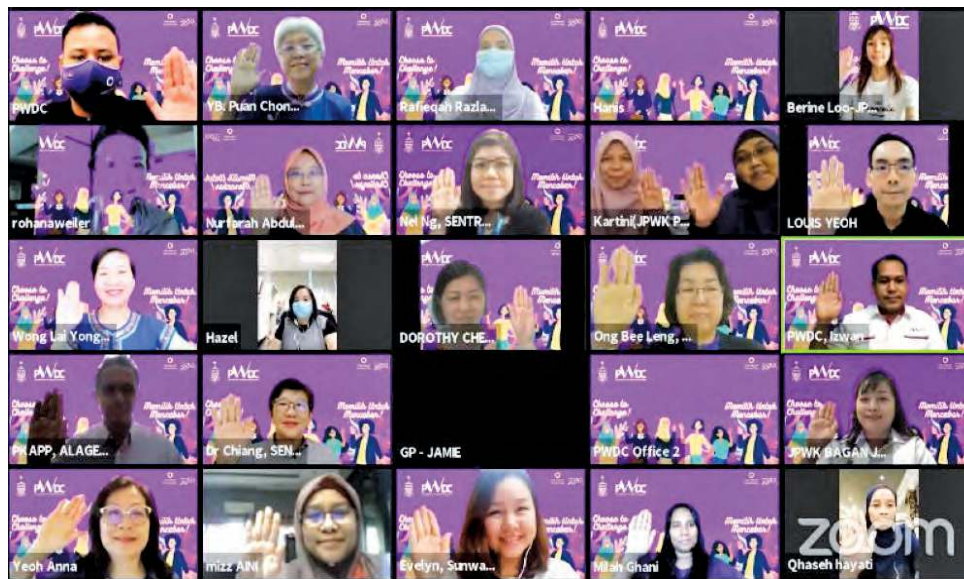 PWDC
Choose to
Challenge!
Memilih Untuk
Mencabar!
PWDC
YB. Puan Chon...
Rafieqah Razla...
Hanis
Berine Loo-JP...
rohanaweiler
Nurfarah Abdul...
Nel Ng, SENTR...
Kartini(JPWK P...
LOUIS YEOH
Wong Lai Yong...
Hazel
DOROTHY CHE...
Ong Bee Leng, ...
PWDC, Izwan
PKAPP, ALAGE...
Dr Chiang, SEN...
GP - JAMIE
PWDC Office 2
JPWK BAGAN J...
Yeoh Anna
mizz AINI
Evelyn, Sunwa...
Milah Ghani
Qhaseh hayati
zoom